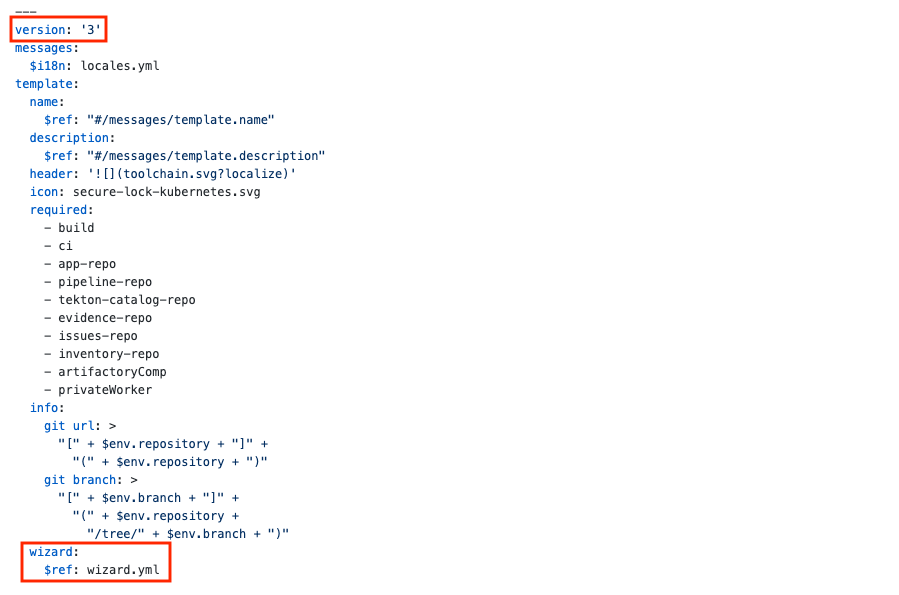 ---
version: '3'
messages:
  $i18n: locales.yml
template:
  name:
    $ref: "#/messages/template.name"
  description:
    $ref: "#/messages/template.description"
  header: '![](toolchain.svg?localize)'
  icon: secure-lock-kubernetes.svg
  required:
    - build
    - ci
    - app-repo
    - pipeline-repo
    - tekton-catalog-repo
    - evidence-repo
    - issues-repo
    - inventory-repo
    - artifactoryComp
    - privateWorker
  info:
    git url: >
      "[" + $env.repository + "]" +
        "(" + $env.repository + ")"
    git branch: >
      "[" + $env.branch + "]" +
        "(" + $env.repository +
          "/tree/" + $env.branch + ")"
  wizard:
    $ref: wizard.yml